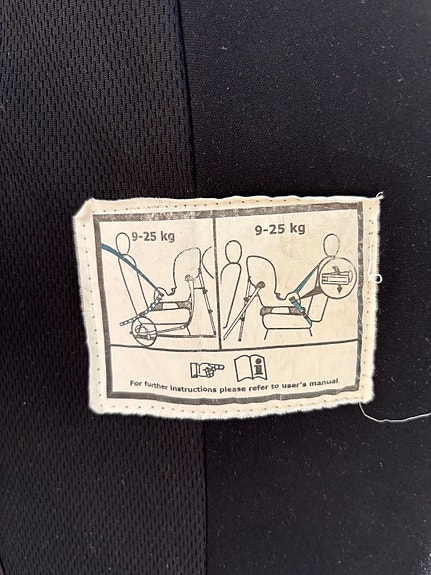 9-25 kg
9-25 kg
For further instructions please refer to user's manual